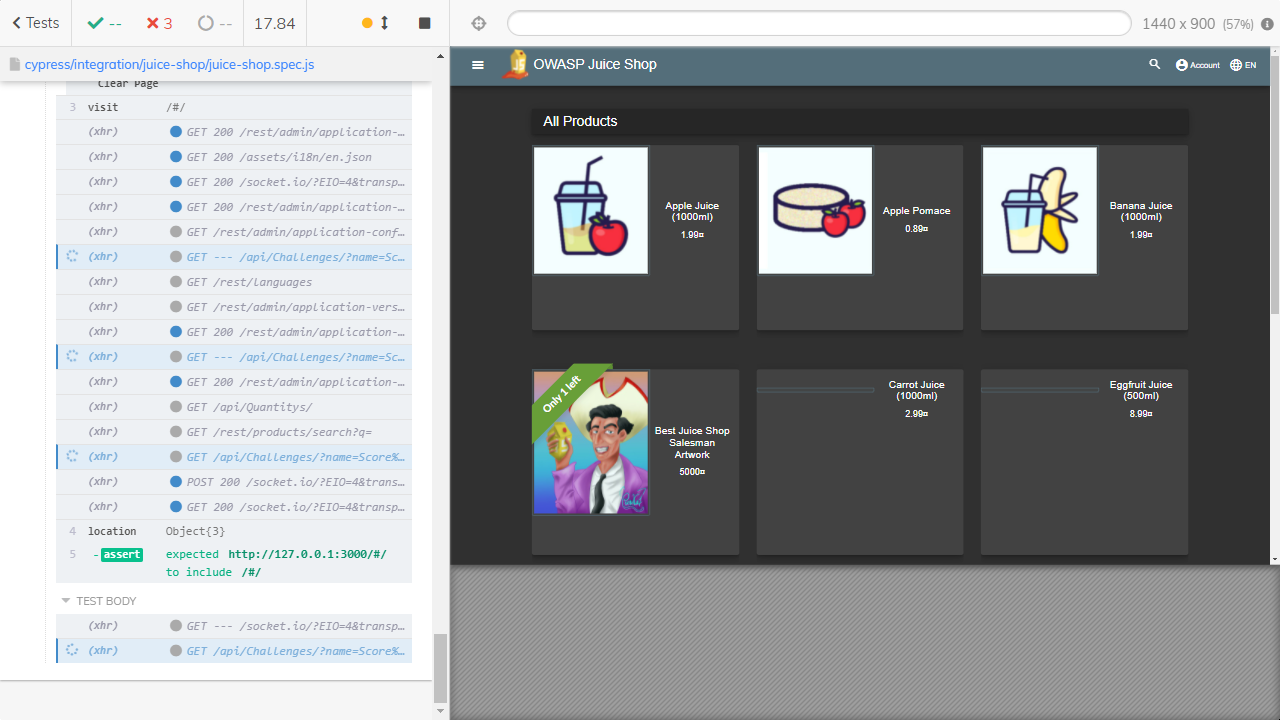 Tests
--
3
--
17.84
1440 x 900 (57%)
cypress/integration/juice-shop/juice-shop.spec.js
Clear Page
3 visit /#/
(xhr) GET 200 /rest/admin/application-...
(xhr) GET 200 /assets/i18n/en.json
(xhr) GET 200 /socket.io/?EIO=4&transp...
(xhr) GET 200 /rest/admin/application-...
(xhr) GET /rest/admin/application-conf...
(xhr) GET --- /api/Challenges/?name=Sc...
(xhr) GET /rest/languages
(xhr) GET /rest/admin/application-vers...
(xhr) GET 200 /rest/admin/application-...
(xhr) GET --- /api/Challenges/?name=Sc...
(xhr) GET 200 /rest/admin/application-...
(xhr) GET /api/Quantitys/
(xhr) GET /rest/products/search?q=
(xhr) GET /api/Challenges/?name=Score%...
(xhr) POST 200 /socket.io/?EIO=4&trans...
(xhr) GET 200 /socket.io/?EIO=4&transp...
4 location Object{3}
5 -assert expected http://127.0.0.1:3000/#/
to include /#/
TEST BODY
(xhr) GET --- /socket.io/?EIO=4&transp...
(xhr) GET /api/Challenges/?name=Score%...
JS
OWASP Juice Shop
Account
EN
All Products
Apple Juice
(1000ml)
1.99¤
Apple Pomace
0.89¤
Banana Juice
(1000ml)
1.99¤
Only 1 left
Best Juice Shop
Salesman
Artwork
5000¤
Carrot Juice
(1000ml)
2.99¤
Eggfruit Juice
(500ml)
8.99¤